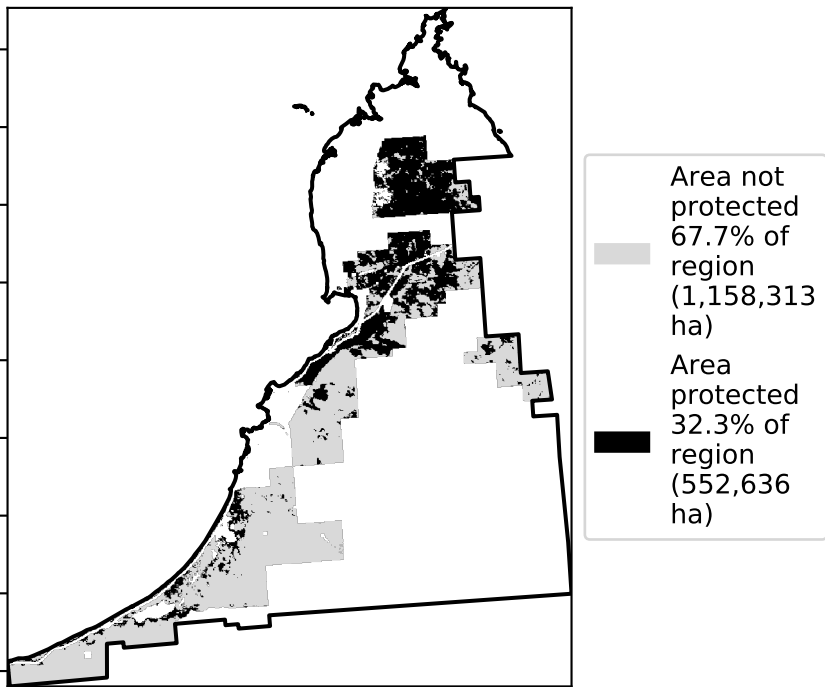 Area not
protected
67.7% of
region
(1,158,313
ha)
Area
protected
32.3% of
region
(552,636
ha)